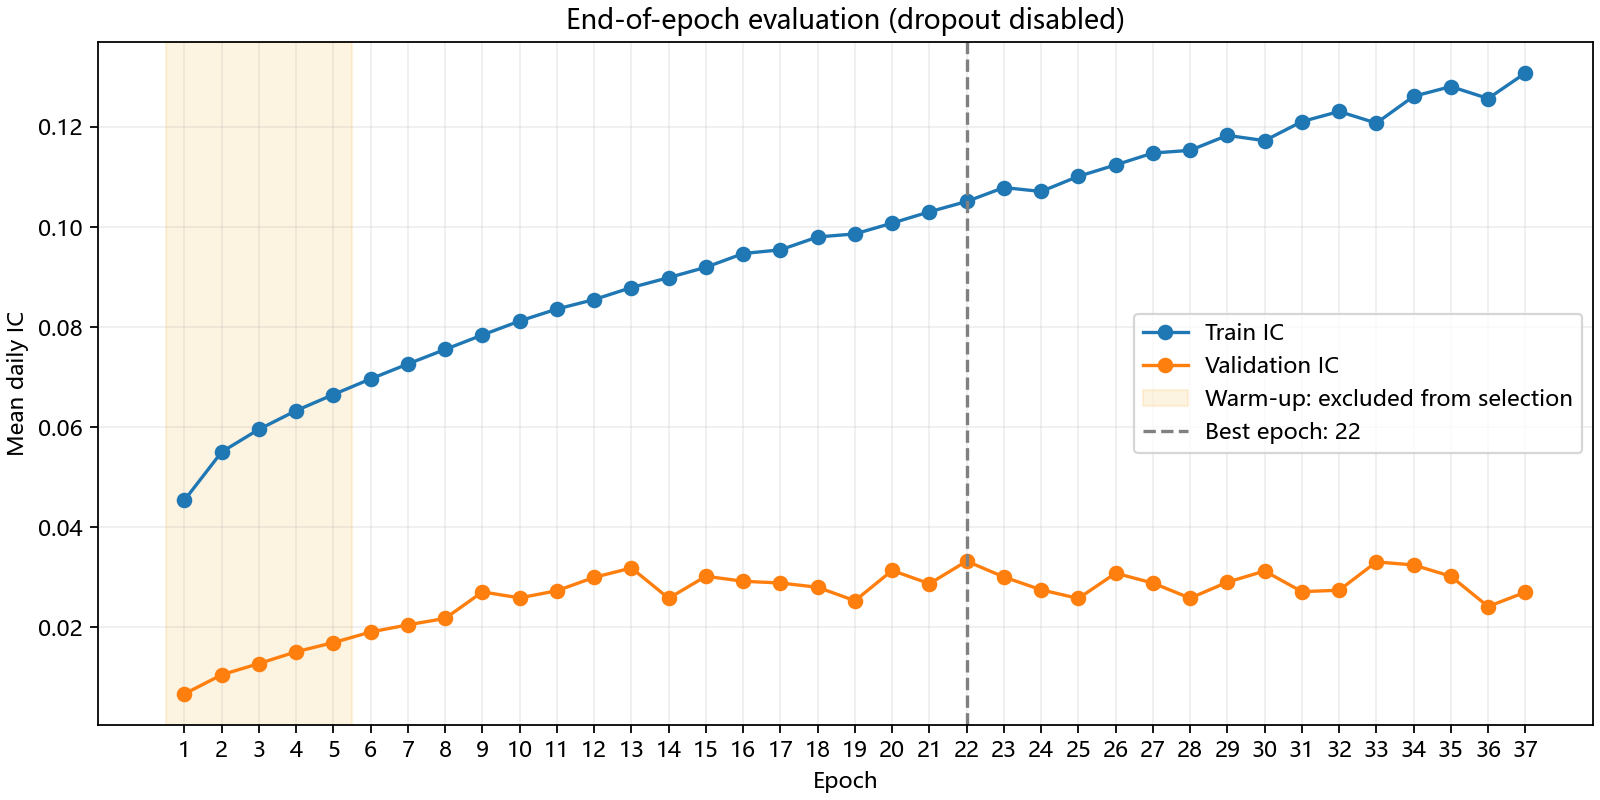 End-of-epoch evaluation (dropout disabled)
Mean daily IC
0.12
0.10
0.08
0.06
0.04
0.02
Train IC
Validation IC
Warm-up: excluded from selection
Best epoch: 22
1 2 3 4 5 6 7 8 9 10 11 12 13 14 15 16 17 18 19 20 21 22 23 24 25 26 27 28 29 30 31 32 33 34 35 36 37
Epoch